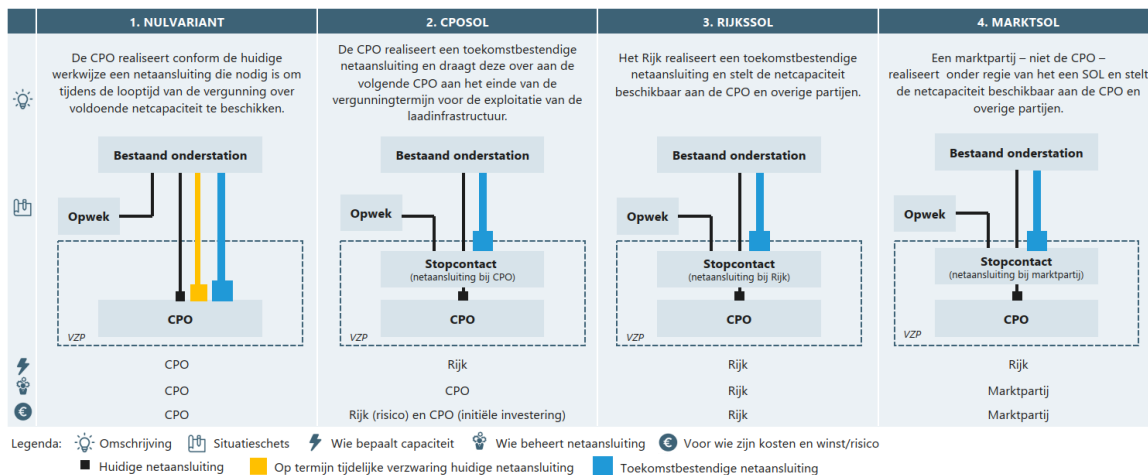 1. NULVARIANT
2. CPOSOL
3. RIJKSSOL
4. MARKTSOL
De CPO realiseert conform de huidige
werkwijze een netaansluiting die nodig is om
tijdens de looptijd van de vergunning over
voldoende netcapaciteit te beschikken.
De CPO realiseert een toekomstbestendige
netaansluiting en draagt deze over aan de
volgende CPO aan het einde van de
vergunningtermijn voor de exploitatie van de
laadinfrastructuur.
Het Rijk realiseert een toekomstbestendige
netaansluiting en stelt de netcapaciteit
beschikbaar aan de CPO en overige partijen.
Een marktpartij – niet de CPO –
realiseert onder regie van het een SOL en stelt
de netcapaciteit beschikbaar aan de CPO en
overige partijen.
Bestaand onderstation
Opwek
CPO
VZP
Bestaand onderstation
Opwek
Stopcontact
(netaansluiting bij CPO)
CPO
VZP
Bestaand onderstation
Opwek
Stopcontact
(netaansluiting bij Rijk)
CPO
VZP
Bestaand onderstation
Opwek
Stopcontact
(netaansluiting bij marktpartij)
CPO
VZP
CPO
Rijk
Rijk
Rijk
CPO
CPO
Rijk
Marktpartij
CPO
Rijk (risico) en CPO (initiële investering)
Rijk
Marktpartij
Legenda: Omschrijving Situatieschets Wie bepaalt capaciteit Wie beheert netaansluiting Voor wie zijn kosten en winst/risico
Huidige netaansluiting Op termijn tijdelijke verzwaring huidige netaansluiting Toekomstbestendige netaansluiting